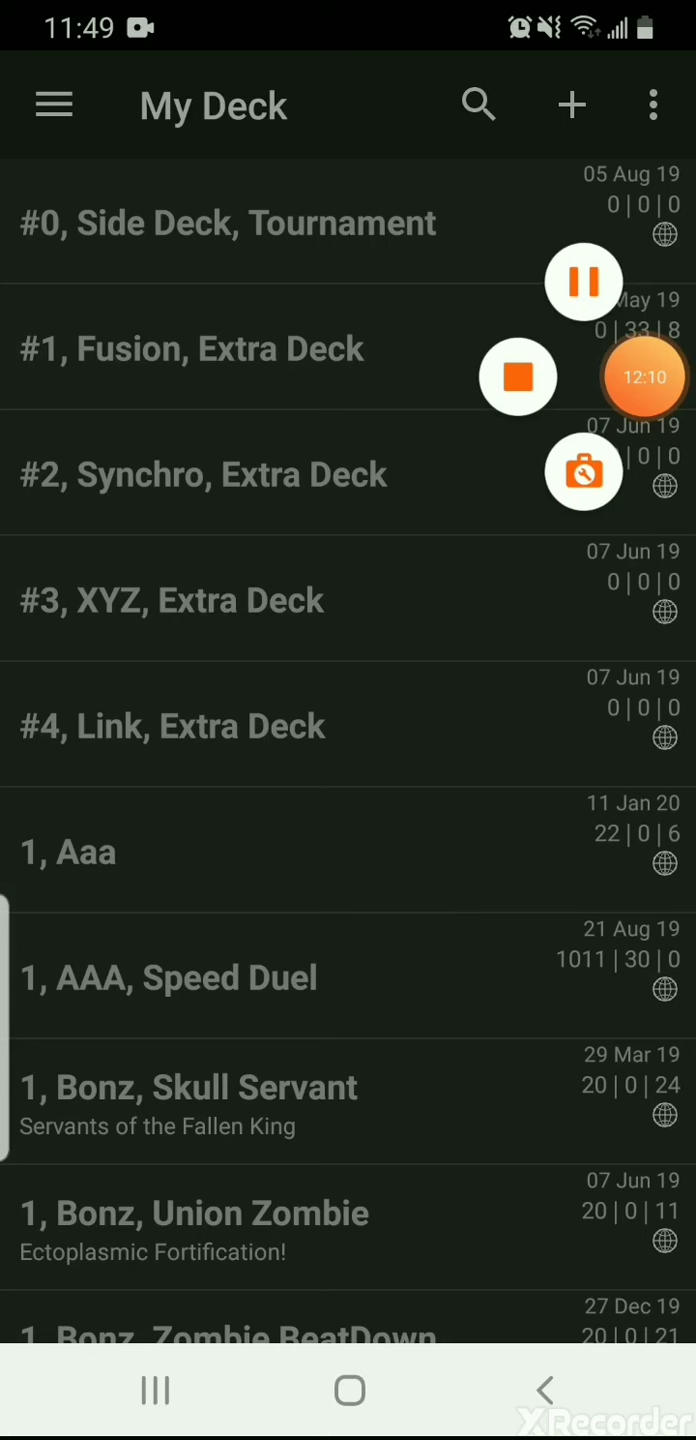 11:49
My Deck
05 Aug 19
#0, Side Deck, Tournament
0 | 0 | 0
May 19
#1, Fusion, Extra Deck
0 | 33 | 8
12:10
07 Jun 19
#2, Synchro, Extra Deck
| 0 | 0
07 Jun 19
#3, XYZ, Extra Deck
0 | 0 | 0
07 Jun 19
#4, Link, Extra Deck
0 | 0 | 0
11 Jan 20
1, Aaa
22 | 0 | 6
21 Aug 19
1, AAA, Speed Duel
1011 | 30 | 0
29 Mar 19
1, Bonz, Skull Servant
20 | 0 | 24
Servants of the Fallen King
07 Jun 19
1, Bonz, Union Zombie
20 | 0 | 11
Ectoplasmic Fortification!
27 Dec 19
1, Bonz, Zombie BeatDown
20 | 0 | 21
XRecorder